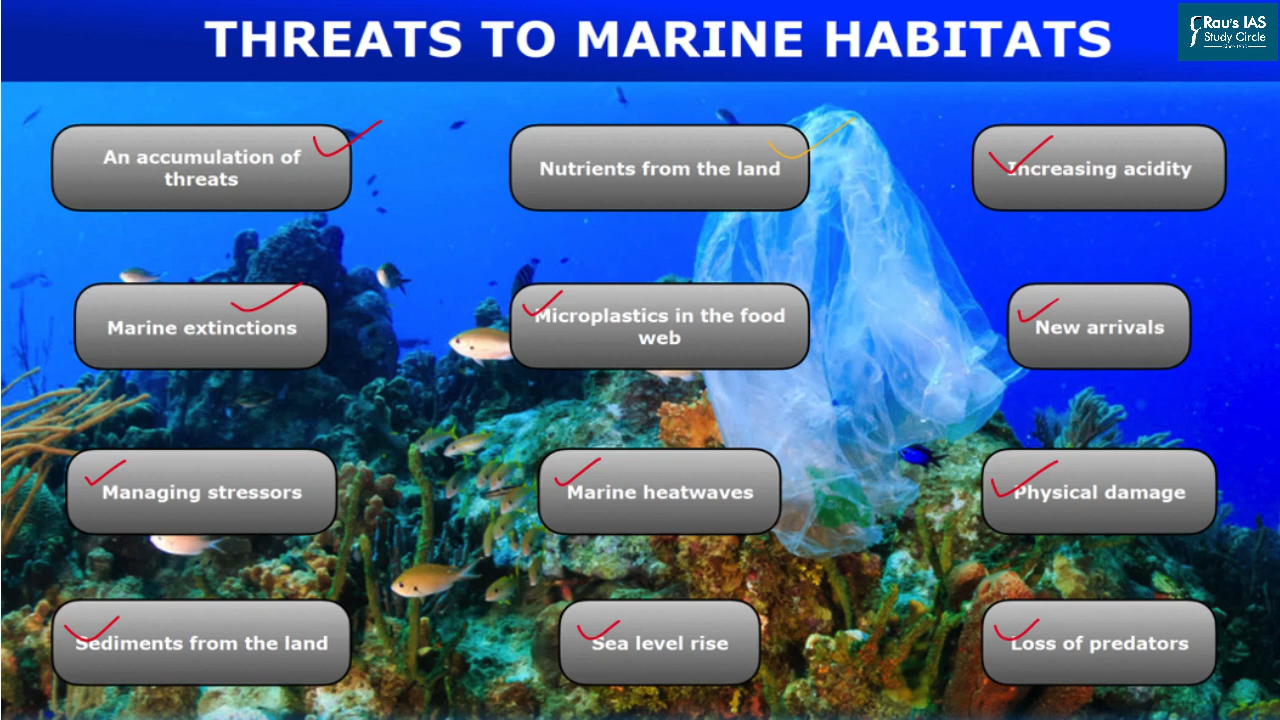 THREATS TO MARINE HABITATS
Rau's IAS
Study Circle
An accumulation of
threats
Nutrients from the land
Increasing acidity
Marine extinctions
Microplastics in the food
web
New arrivals
Managing stressors
Marine heatwaves
Physical damage
Sediments from the land
Sea level rise
Loss of predators